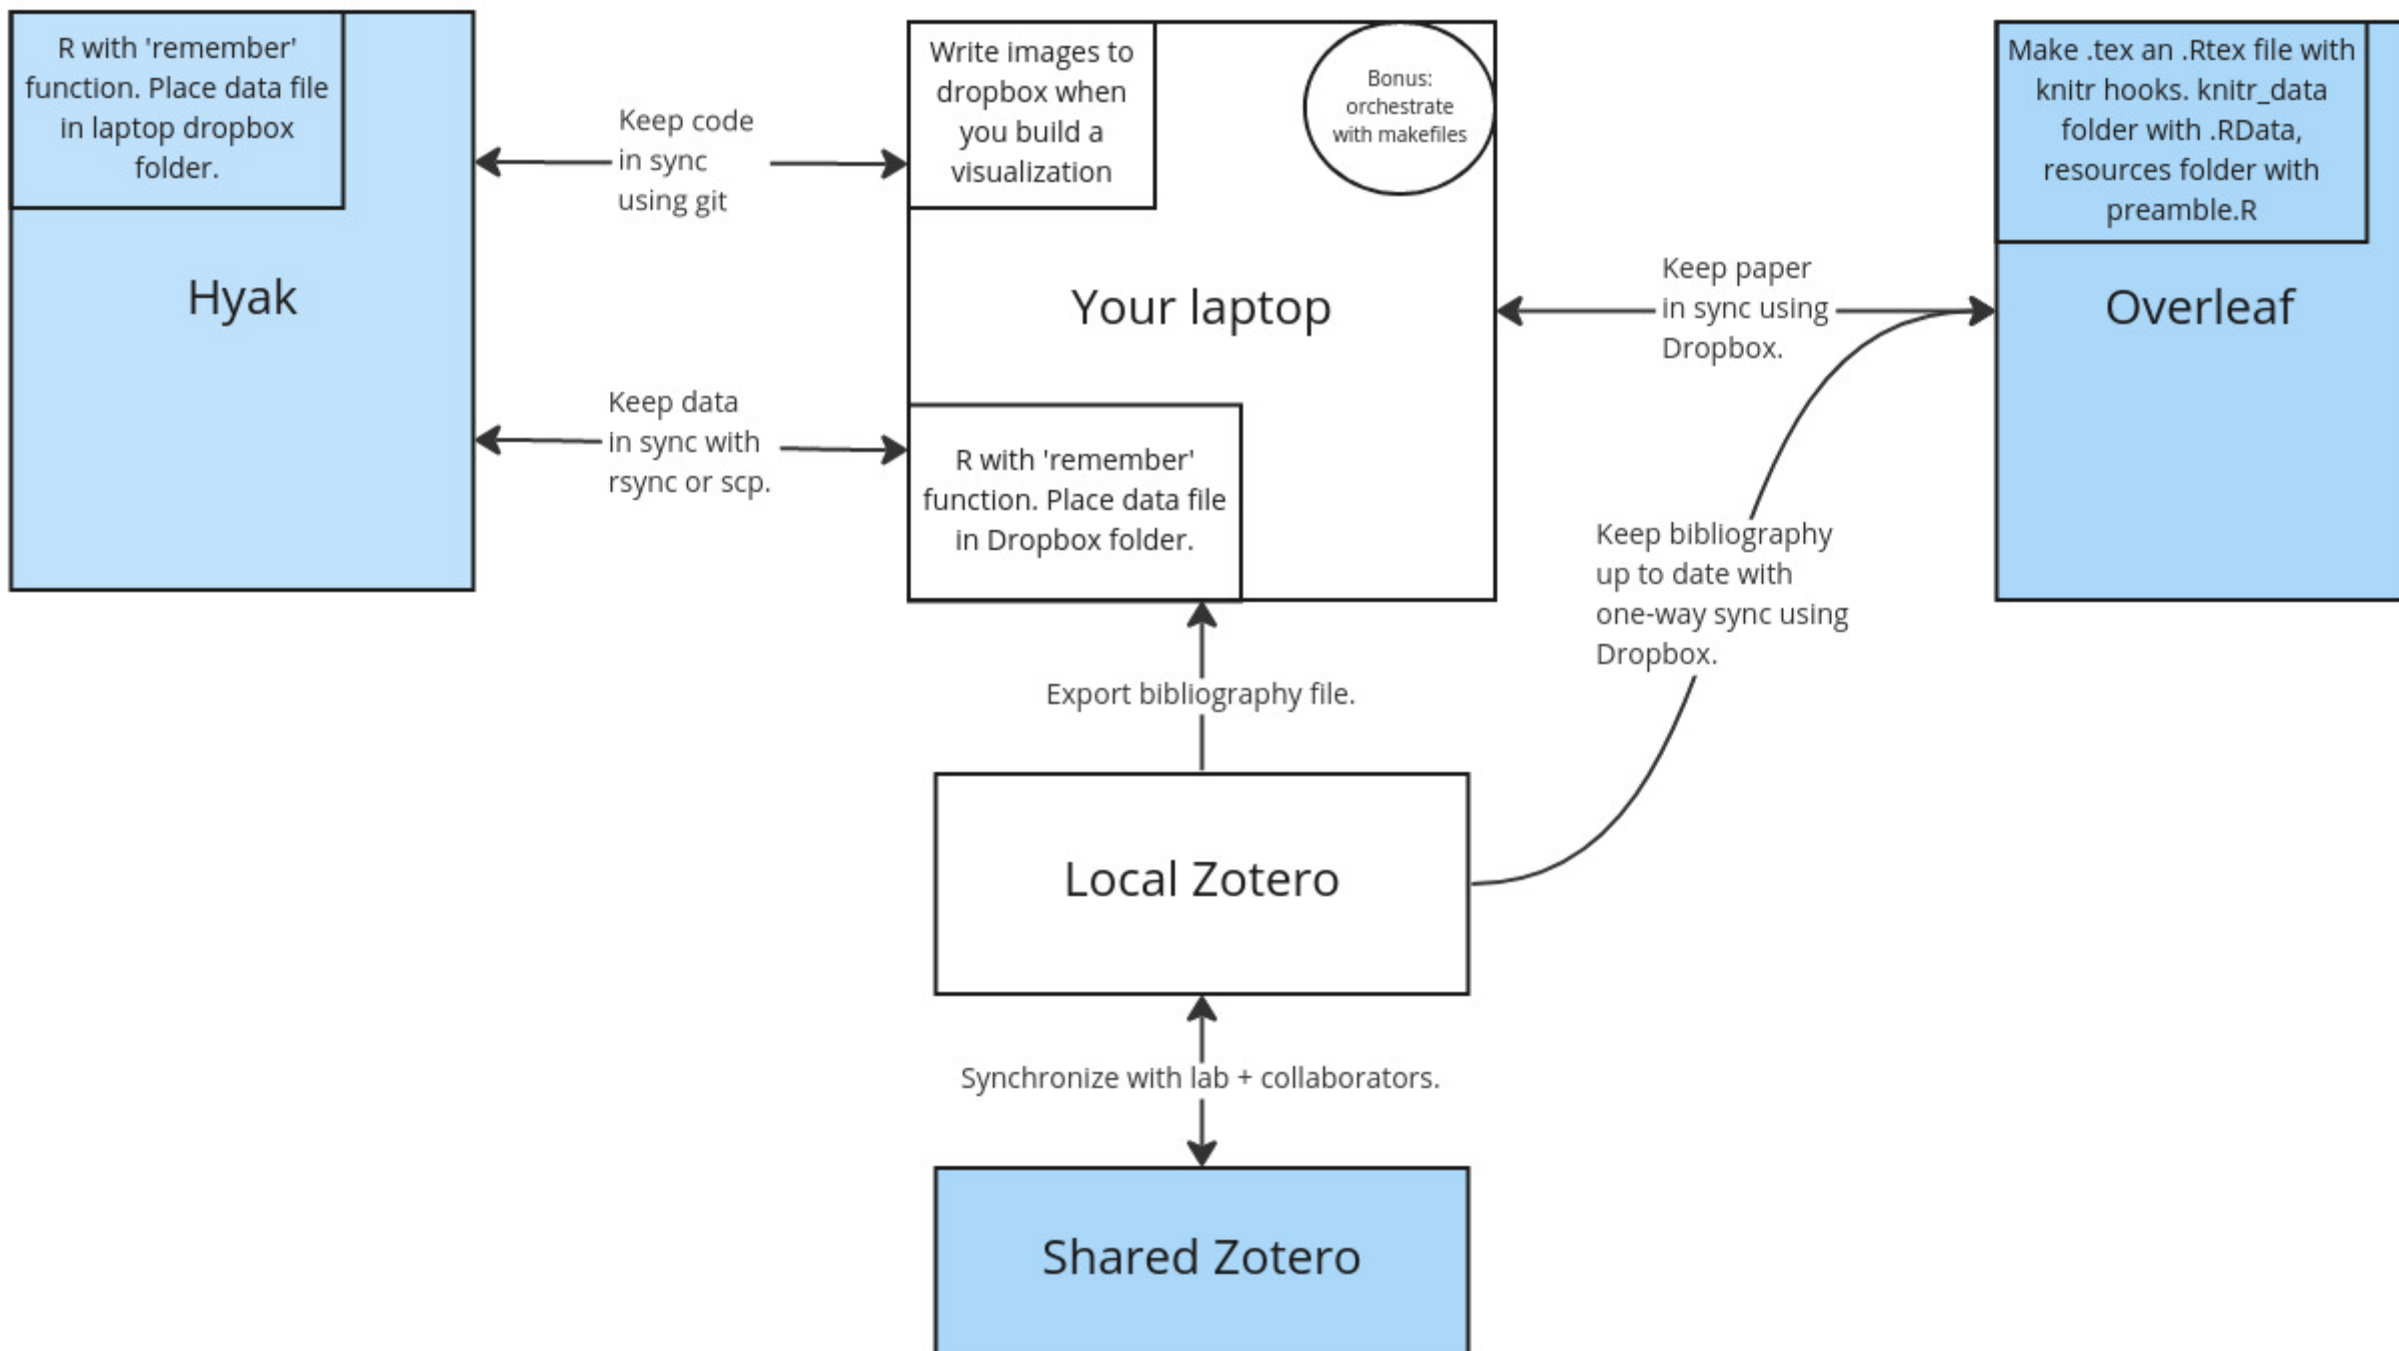 R with 'remember'
function. Place data file
in laptop dropbox
folder.
Hyak
Keep code
in sync
using git
Keep data
in sync with
rsync or scp.
Write images to
dropbox when
you build a
visualization
Bonus:
orchestrate
with makefiles
Your laptop
R with 'remember'
function. Place data file
in Dropbox folder.
Keep paper
in sync using
Dropbox.
Make .tex an .Rtex file with
knitr hooks. knitr_data
folder with .RData,
resources folder with
preamble.R
Overleaf
Keep bibliography
up to date with
one-way sync using
Dropbox.
Export bibliography file.
Local Zotero
Synchronize with lab + collaborators.
Shared Zotero